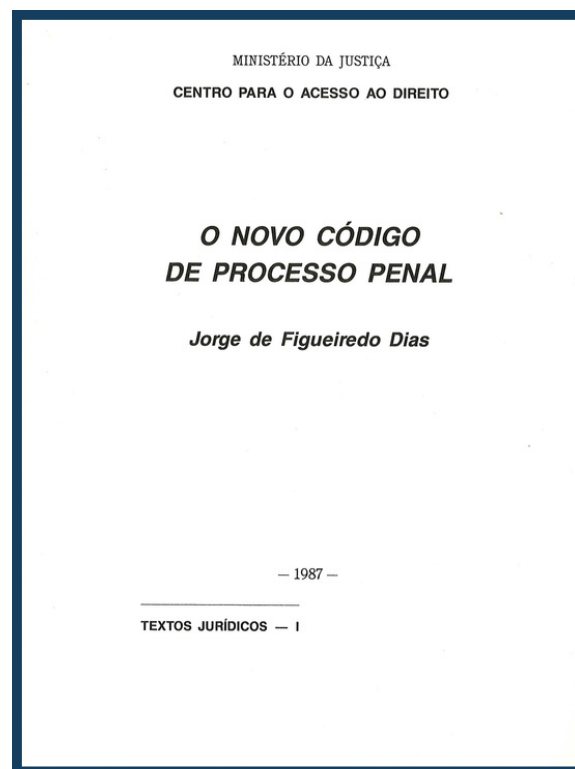 MINISTÉRIO DA JUSTIÇA
CENTRO PARA O ACESSO AO DIREITO
O NOVO CÓDIGO
DE PROCESSO PENAL
Jorge de Figueiredo Dias
— 1987 —
TEXTOS JURÍDICOS — I